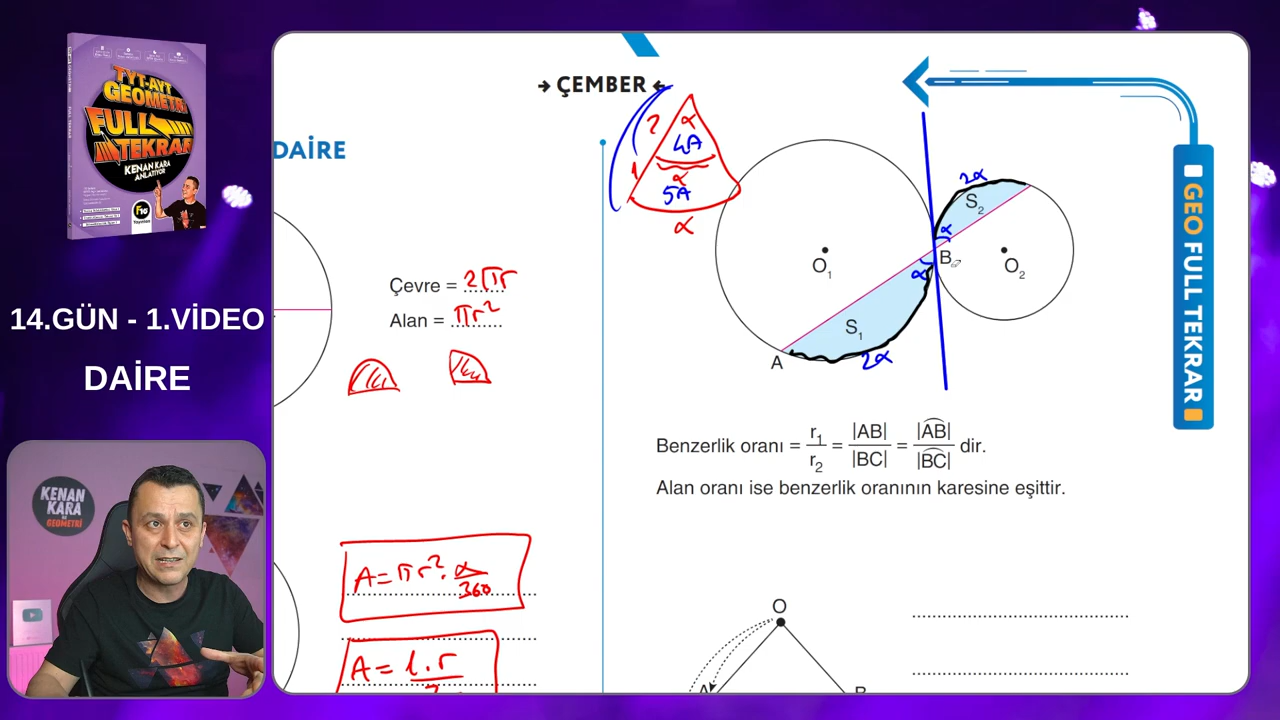 TYT-AYT
GEOMETRİ
FULL
TEKRAR
KENAN KARA
ANLATIYOR
14.GÜN - 1.VİDEO
DAİRE
KENAN
KARA
GEOMETRİ
ÇEMBER
DAİRE
Çevre = 2πr
Alan = πr²
A = πr² · α/360
A = l.r
2 α
4A
1 α
5A
α
2α
S₂
α
B
O₁
O₂
α
S₁
A
2α
Benzerlik oranı = r₁/r₂ = |AB|/|BC| = |AB|/|BC| dir.
Alan oranı ise benzerlik oranının karesine eşittir.
O
GEO FULL TEKRAR